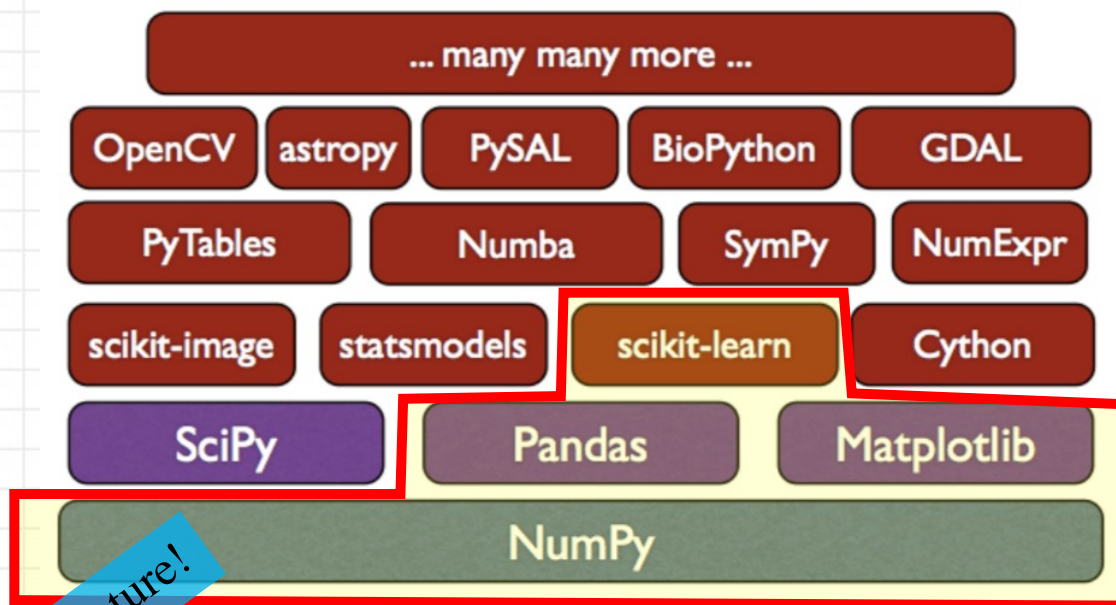 ... many many more ...
OpenCV astropy PySAL BioPython GDAL
PyTables Numba SymPy NumExpr
scikit-image statsmodels scikit-learn Cython
SciPy Pandas Matplotlib
NumPy